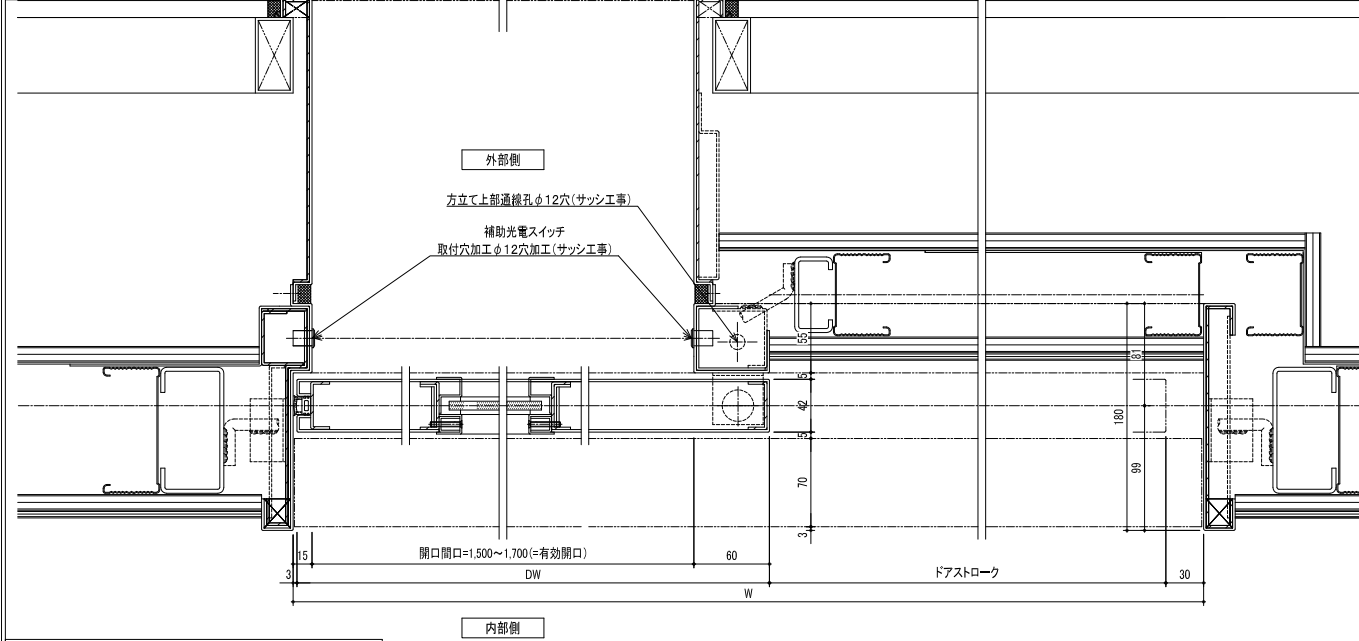 外部側
方立て上部通線孔φ12穴(サッシ工事)
補助光電スイッチ
取付穴加工φ12穴加工(サッシ工事)
55
5
42
5
70
3
81
180
99
15
開口間口=1,500～1,700(=有効開口)
60
3
DW
ドアストローク
30
W
内部側